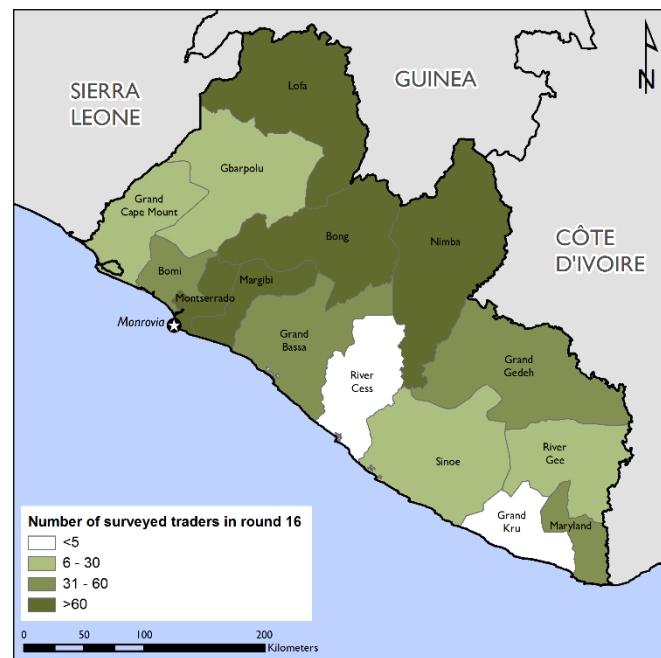 SIERRA
LEONE
GUINEA
N
Lofa
Gbarpolu
Grand
Cape Mount
Bong
Nimba
CÔTE
D'IVOIRE
Bomi
Margibi
Montserrado
Monrovia
Grand
Bassa
River
Cess
Grand
Gedeh
Sinoe
River
Gee
Grand
Kru
Maryland
Number of surveyed traders in round 16
<5
6 - 30
31 - 60
>60
0 50 100 200
Kilometers